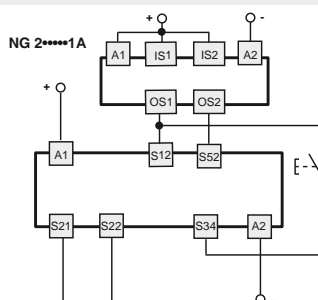 + -
NG 2•••••1A
A1 IS1 IS2 A2
OS1 OS2
+
A1 S12 S52
S21 S22 S34 A2